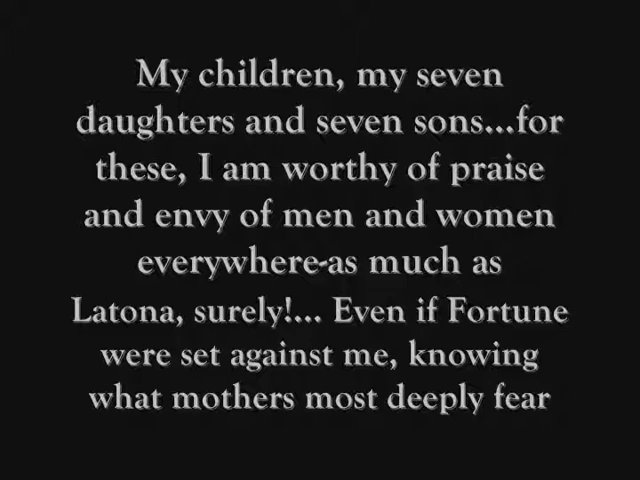 My children, my seven
daughters and seven sons...for
these, I am worthy of praise
and envy of men and women
everywhere-as much as
Latona, surely!... Even if Fortune
were set against me, knowing
what mothers most deeply fear